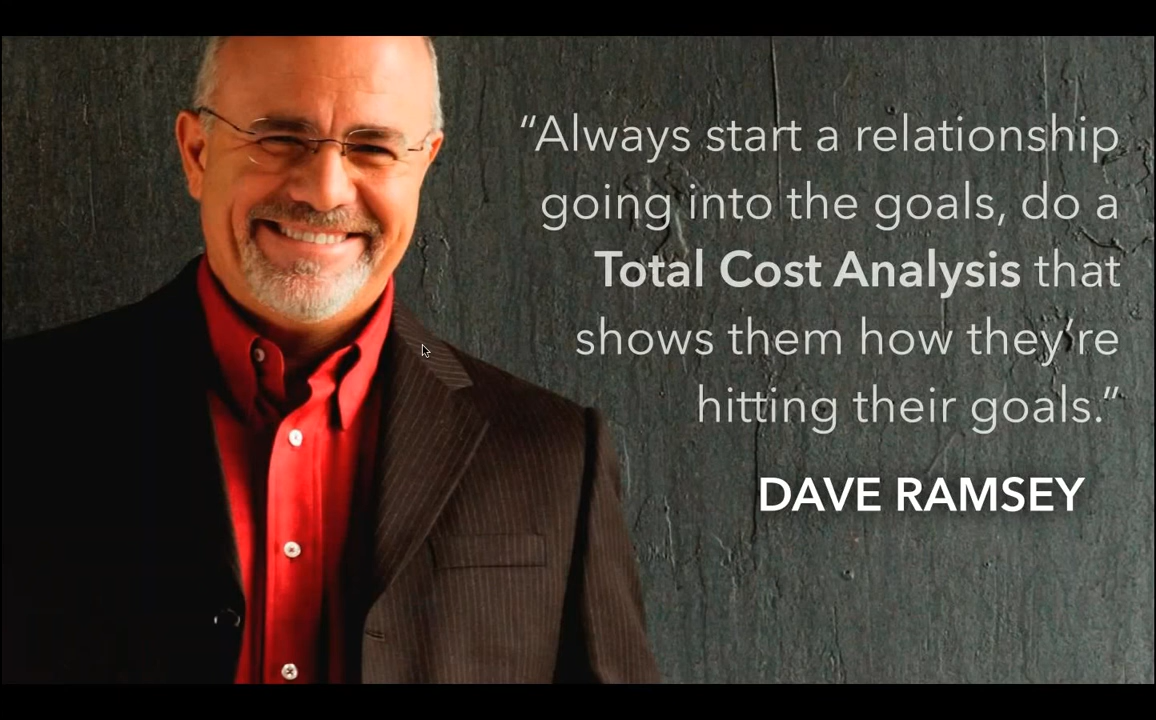 “Always start a relationship
going into the goals, do a
Total Cost Analysis that
shows them how they’re
hitting their goals.”
DAVE RAMSEY